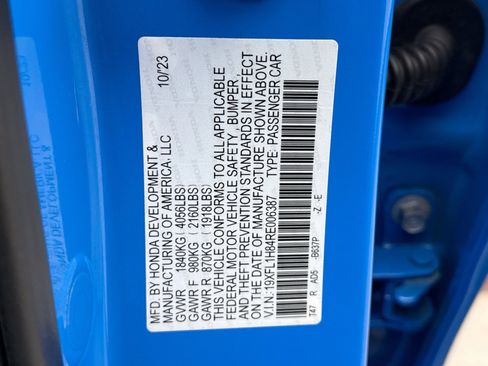 MFD. BY HONDA DEVELOPMENT &
MANUFACTURING OF AMERICA, LLC 10/23
GVWR 1840KG (4056LBS)
GAWR F 980KG (2160LBS)
GAWR R 870KG (1918LBS)
THIS VEHICLE CONFORMS TO ALL APPLICABLE
FEDERAL MOTOR VEHICLE SAFETY, BUMPER,
AND THEFT PREVENTION STANDARDS IN EFFECT
ON THE DATE OF MANUFACTURE SHOWN ABOVE.
V.I.N: 19XFL1H84RE006387 TYPE: PASSENGER CAR
T47 R AD5 -B637P -Z -E